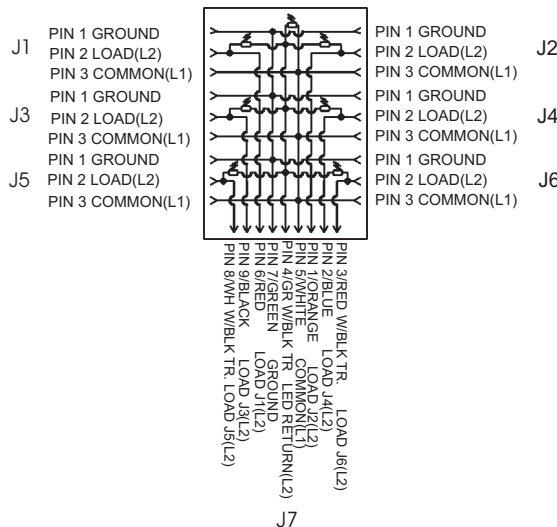 J1
PIN 1 GROUND
PIN 2 LOAD(L2)
PIN 3 COMMON(L1)
J3
PIN 1 GROUND
PIN 2 LOAD(L2)
PIN 3 COMMON(L1)
J5
PIN 1 GROUND
PIN 2 LOAD(L2)
PIN 3 COMMON(L1)
PIN 1 GROUND
PIN 2 LOAD(L2)
J2
PIN 3 COMMON(L1)
PIN 1 GROUND
PIN 2 LOAD(L2)
J4
PIN 3 COMMON(L1)
PIN 1 GROUND
PIN 2 LOAD(L2)
J6
PIN 3 COMMON(L1)
PIN 8/WH W/BLK TR. LOAD J5(L2)
PIN 9/BLACK LOAD J3(L2)
PIN 6/RED LOAD J1(L2)
PIN 7/GREEN GROUND
PIN 4/GR W/BLK TR LED RETURN(L2)
PIN 5/WHITE COMMON(L1)
PIN 1/ORANGE LOAD J2(L2)
PIN 2/BLUE LOAD J4(L2)
PIN 3/RED W/BLK TR. LOAD J6(L2)
J7